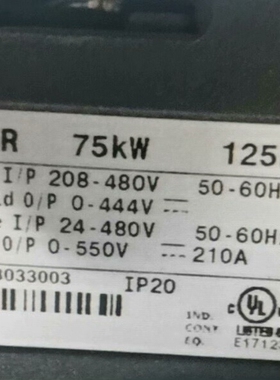 R 75kW 125
I/P 208-480V 50-60H
d O/P 0-444V
e I/P 24-480V 50-60H
O/P 0-550V 210A
3033003 IP20
IND.
CONT.
EQ.
UL
LISTED
E1712